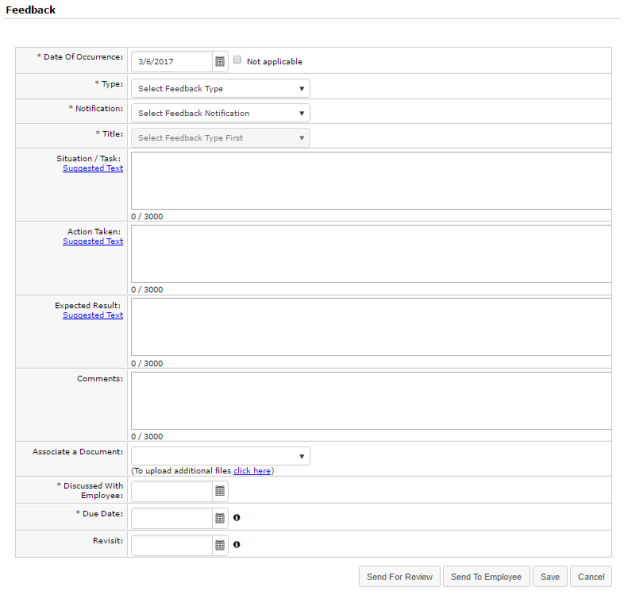 Feedback
* Date Of Occurrence: 3/6/2017 Not applicable
* Type: Select Feedback Type
* Notification: Select Feedback Notification
* Title: Select Feedback Type First
Situation / Task:
Suggested Text
0 / 3000
Action Taken:
Suggested Text
0 / 3000
Expected Result:
Suggested Text
0 / 3000
Comments:
0 / 3000
Associate a Document:
(To upload additional files click here)
* Discussed With
Employee:
* Due Date:
Revisit:
Send For Review Send To Employee Save Cancel